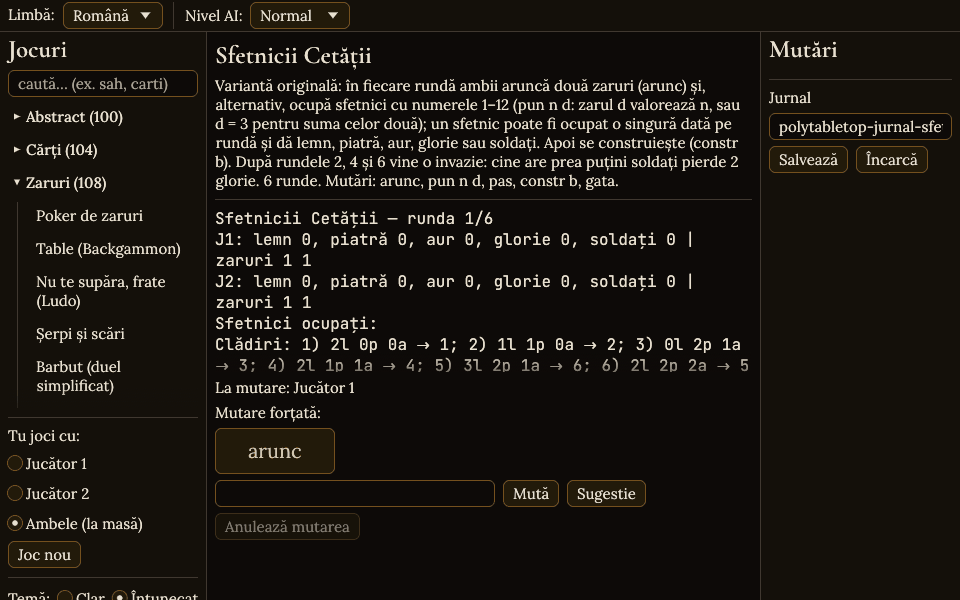 Limbă: Română ▼ Nivel AI: Normal ▼
Jocuri
caută... (ex. sah, carti)
▸ Abstract (100)
▸ Cărți (104)
▾ Zaruri (108)
Poker de zaruri
Table (Backgammon)
Nu te supăra, frate
(Ludo)
Șerpi și scări
Barbut (duel
simplificat)
Tu joci cu:
Jucător 1
Jucător 2
Ambele (la masă)
Joc nou
Temă: Clar Întunecat
Sfetnicii Cetății
Variantă originală: în fiecare rundă ambii aruncă două zaruri (arunc) și,
alternativ, ocupă sfetnici cu numerele 1–12 (pun n d: zarul d valorează n, sau
d = 3 pentru suma celor două); un sfetnic poate fi ocupat o singură dată pe
rundă și dă lemn, piatră, aur, glorie sau soldați. Apoi se construiește (constr
b). După rundele 2, 4 și 6 vine o invazie: cine are prea puțini soldați pierde 2
glorie. 6 runde. Mutări: arunc, pun n d, pas, constr b, gata.
Sfetnicii Cetății — runda 1/6
J1: lemn 0, piatră 0, aur 0, glorie 0, soldați 0 |
zaruri 1 1
J2: lemn 0, piatră 0, aur 0, glorie 0, soldați 0 |
zaruri 1 1
Sfetnici ocupați:
Clădiri: 1) 2l 0p 0a → 1; 2) 1l 1p 0a → 2; 3) 0l 2p 1a
→ 3; 4) 2l 1p 1a → 4; 5) 3l 2p 1a → 6; 6) 2l 2p 2a → 5
La mutare: Jucător 1
Mutare forțată:
arunc
Mută Sugestie
Anulează mutarea
Mutări
Jurnal
polytabletop-jurnal-sfe
Salvează Încarcă